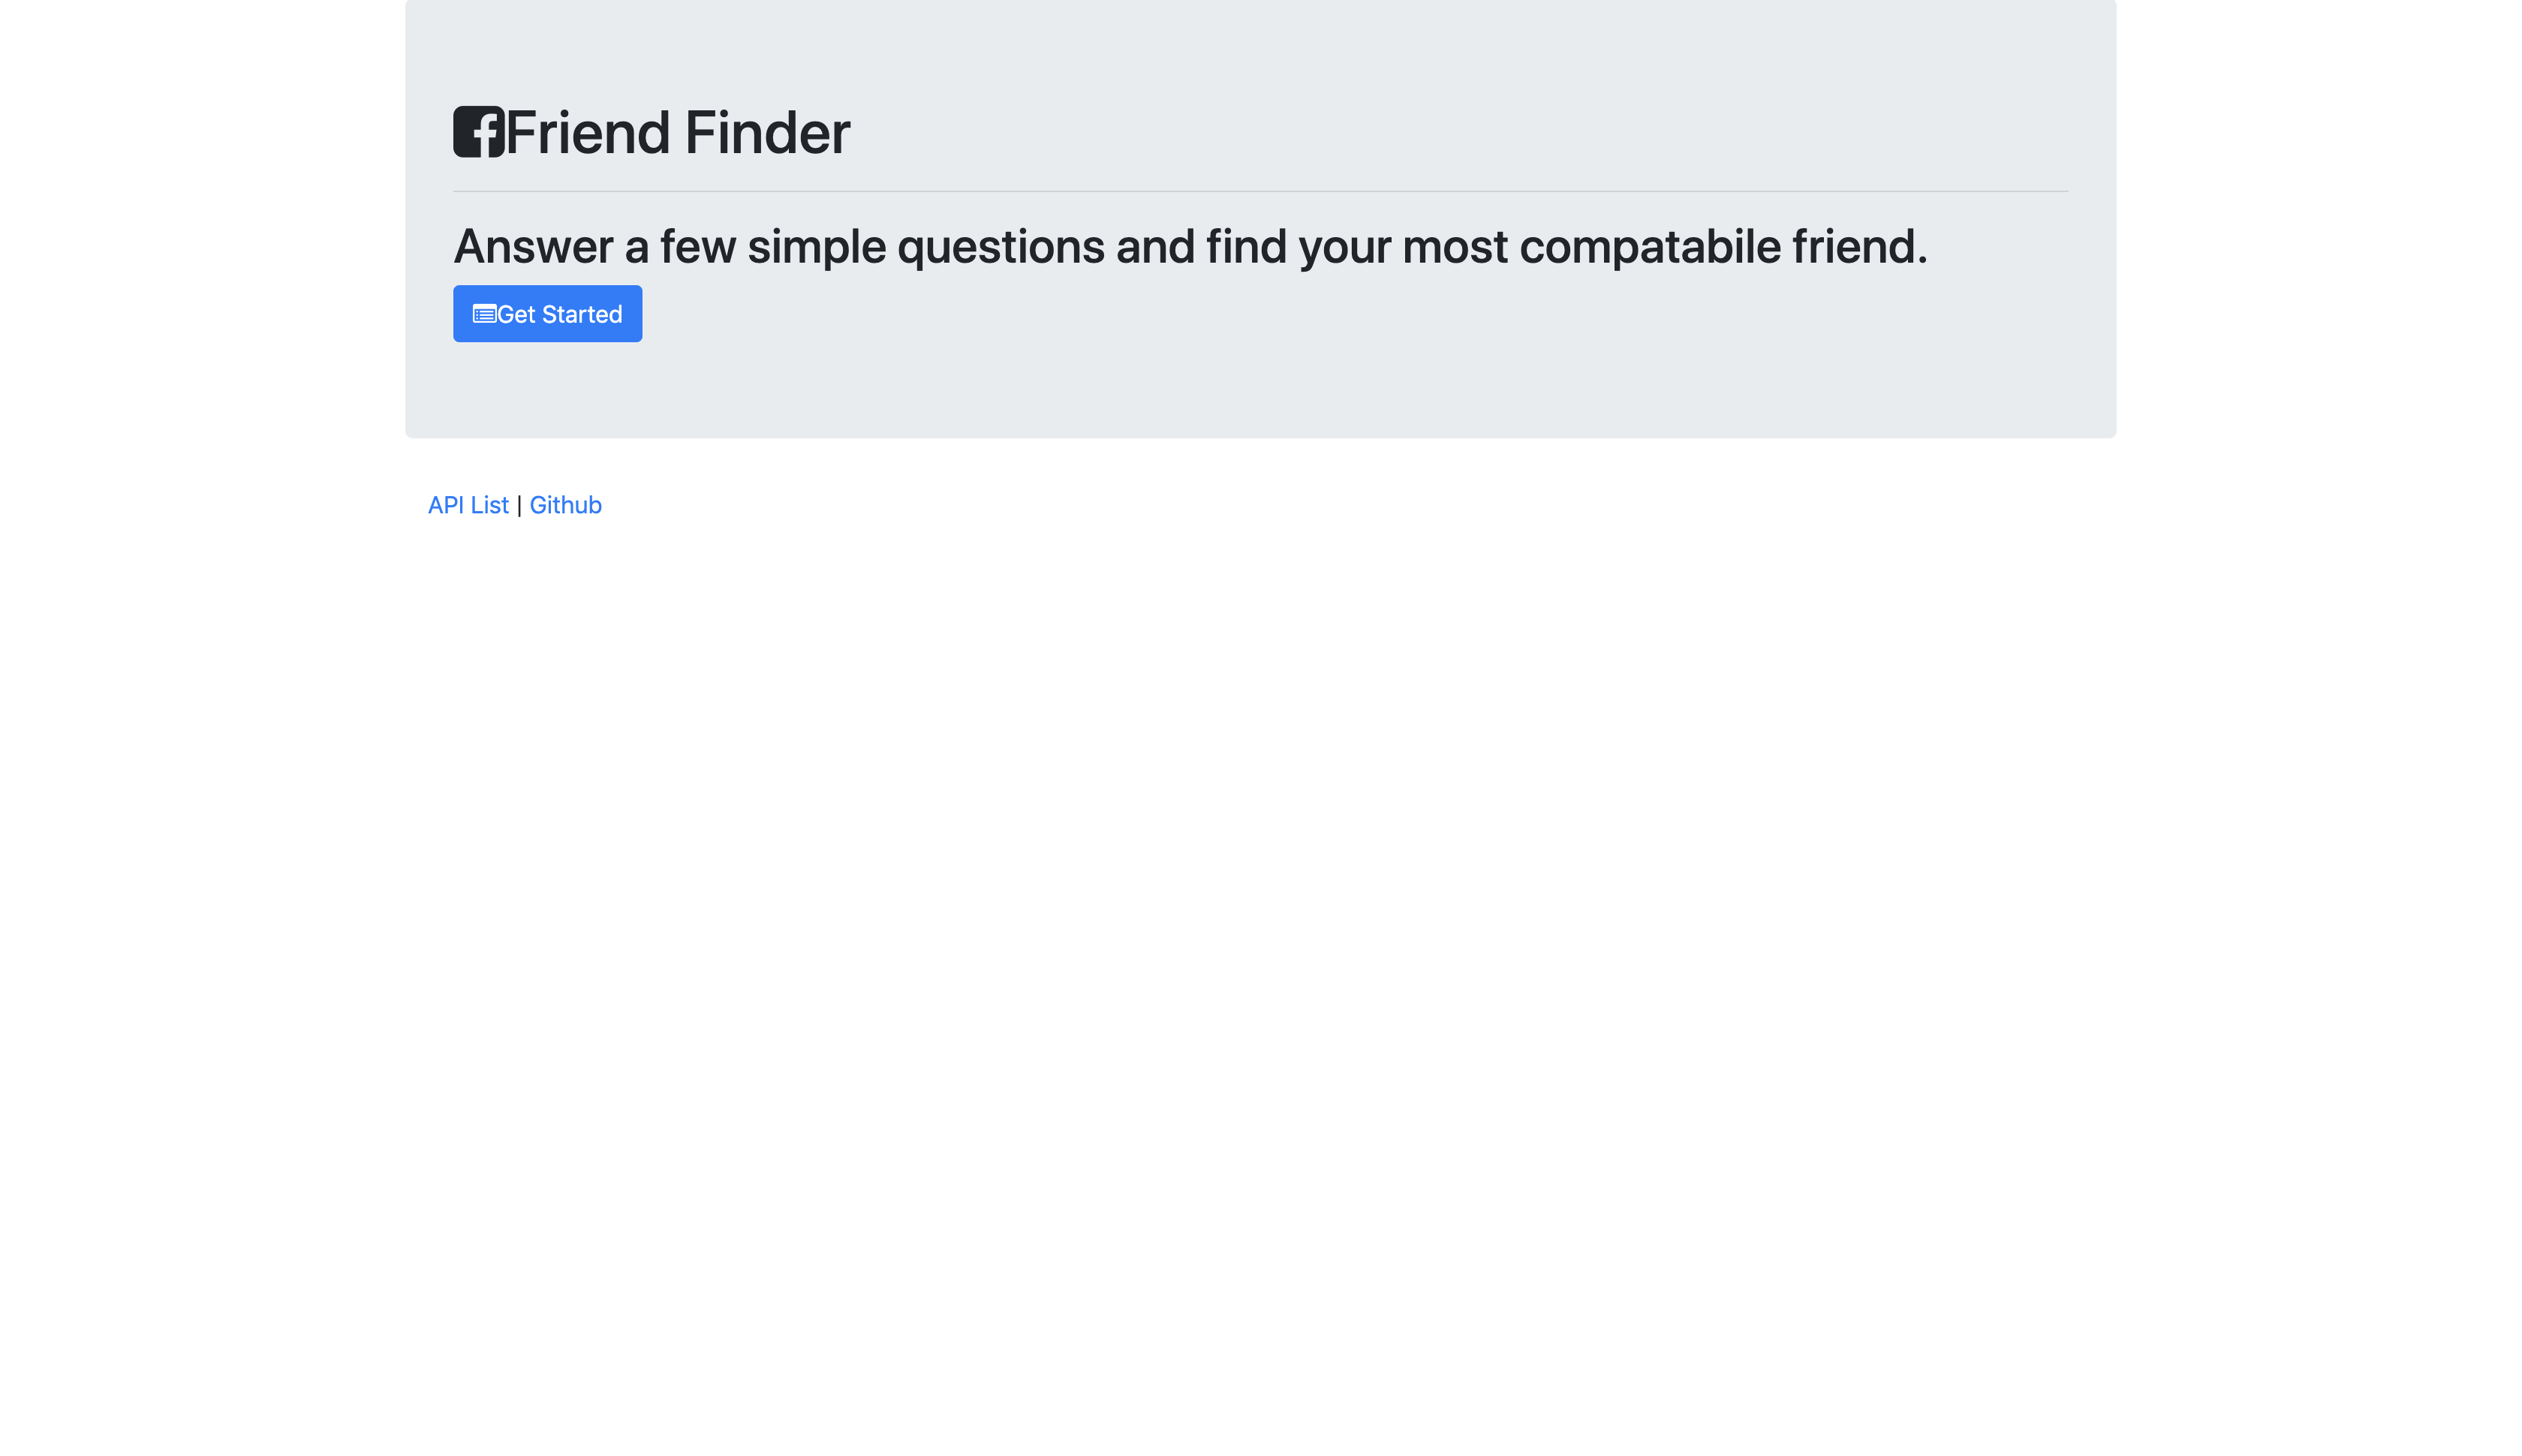 Friend Finder
Answer a few simple questions and find your most compatabile friend.
Get Started
API List | Github